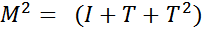 M² = (I + T + T²)